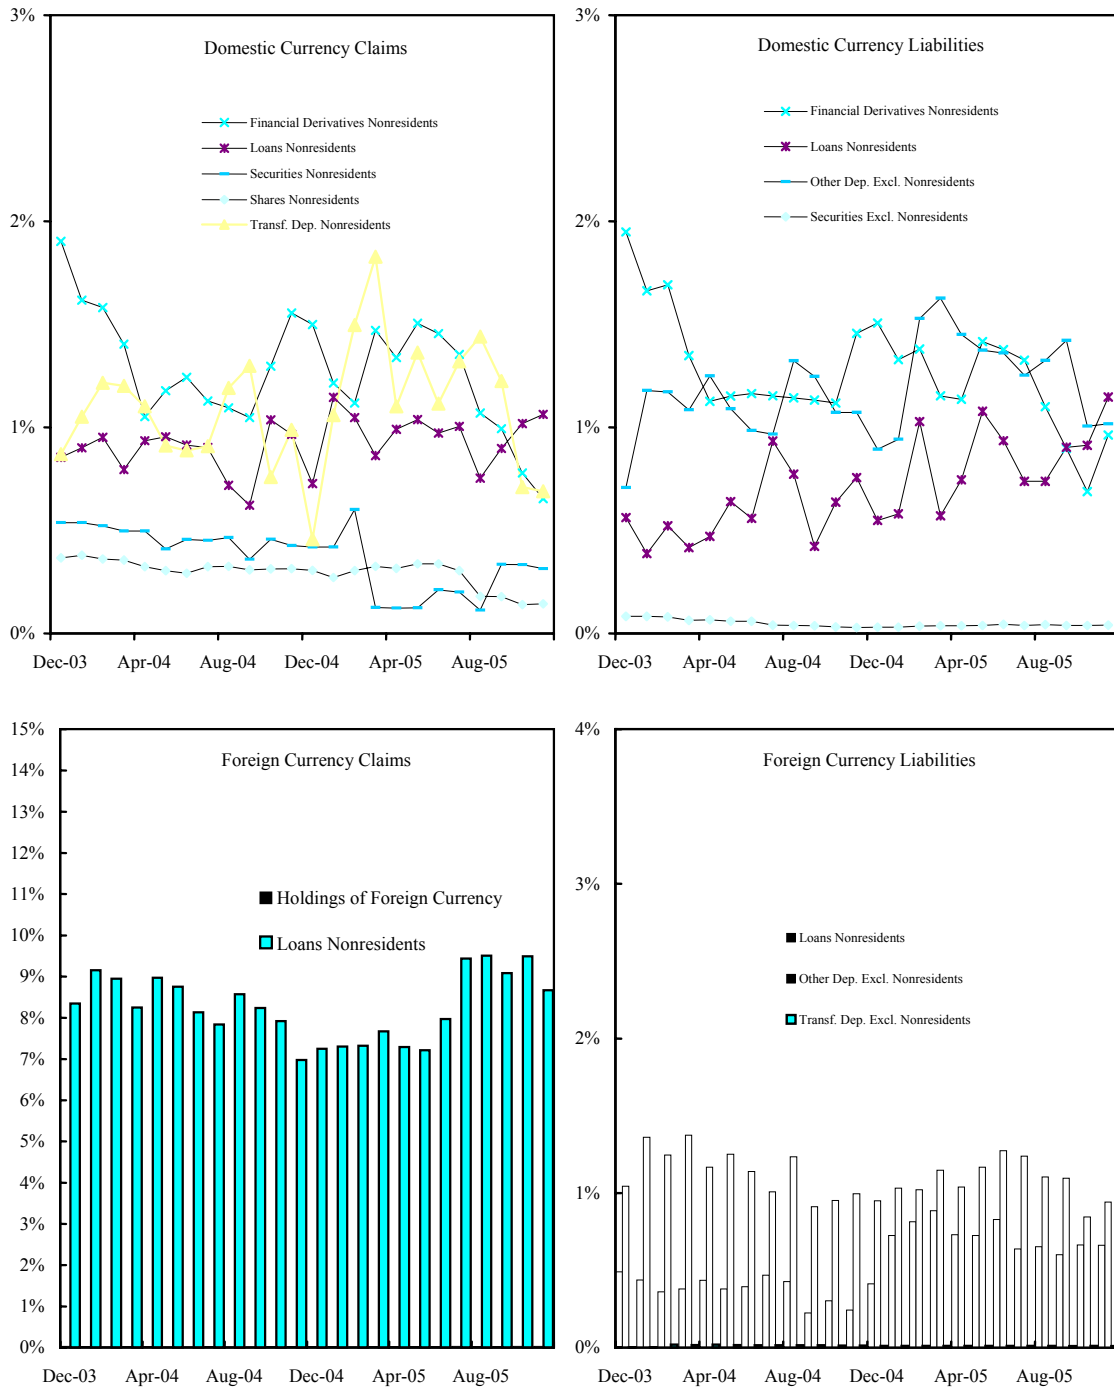 Domestic Currency Claims
3%
2%
1%
0%
Financial Derivatives Nonresidents
Loans Nonresidents
Securities Nonresidents
Shares Nonresidents
Transf. Dep. Nonresidents
Dec-03 Apr-04 Aug-04 Dec-04 Apr-05 Aug-05
Domestic Currency Liabilities
3%
2%
1%
0%
Financial Derivatives Nonresidents
Loans Nonresidents
Other Dep. Excl. Nonresidents
Securities Excl. Nonresidents
Dec-03 Apr-04 Aug-04 Dec-04 Apr-05 Aug-05
Foreign Currency Claims
15%
14%
13%
12%
11%
10%
9%
8%
7%
6%
5%
4%
3%
2%
1%
0%
Holdings of Foreign Currency
Loans Nonresidents
Dec-03 Apr-04 Aug-04 Dec-04 Apr-05 Aug-05
Foreign Currency Liabilities
4%
3%
2%
1%
0%
Loans Nonresidents
Other Dep. Excl. Nonresidents
Transf. Dep. Excl. Nonresidents
Dec-03 Apr-04 Aug-04 Dec-04 Apr-05 Aug-05